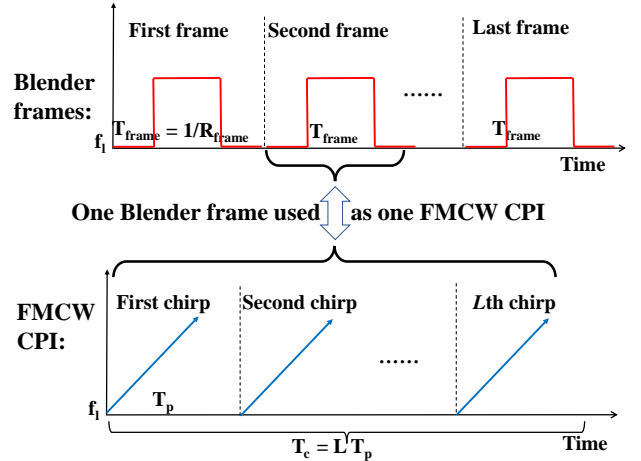 First frame Second frame Last frame
Blender
frames:
......
T_frame = 1/R_frame T_frame T_frame
f_l
Time
One Blender frame used as one FMCW CPI
First chirp Second chirp Lth chirp
FMCW
CPI:
......
T_p
f_l
T_c = L T_p
Time